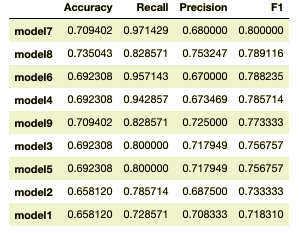 Accuracy Recall Precision F1
model7 0.709402 0.971429 0.680000 0.800000
model8 0.735043 0.828571 0.753247 0.789116
model6 0.692308 0.957143 0.670000 0.788235
model4 0.692308 0.942857 0.673469 0.785714
model9 0.709402 0.828571 0.725000 0.773333
model3 0.692308 0.800000 0.717949 0.756757
model5 0.692308 0.800000 0.717949 0.756757
model2 0.658120 0.785714 0.687500 0.733333
model1 0.658120 0.728571 0.708333 0.718310